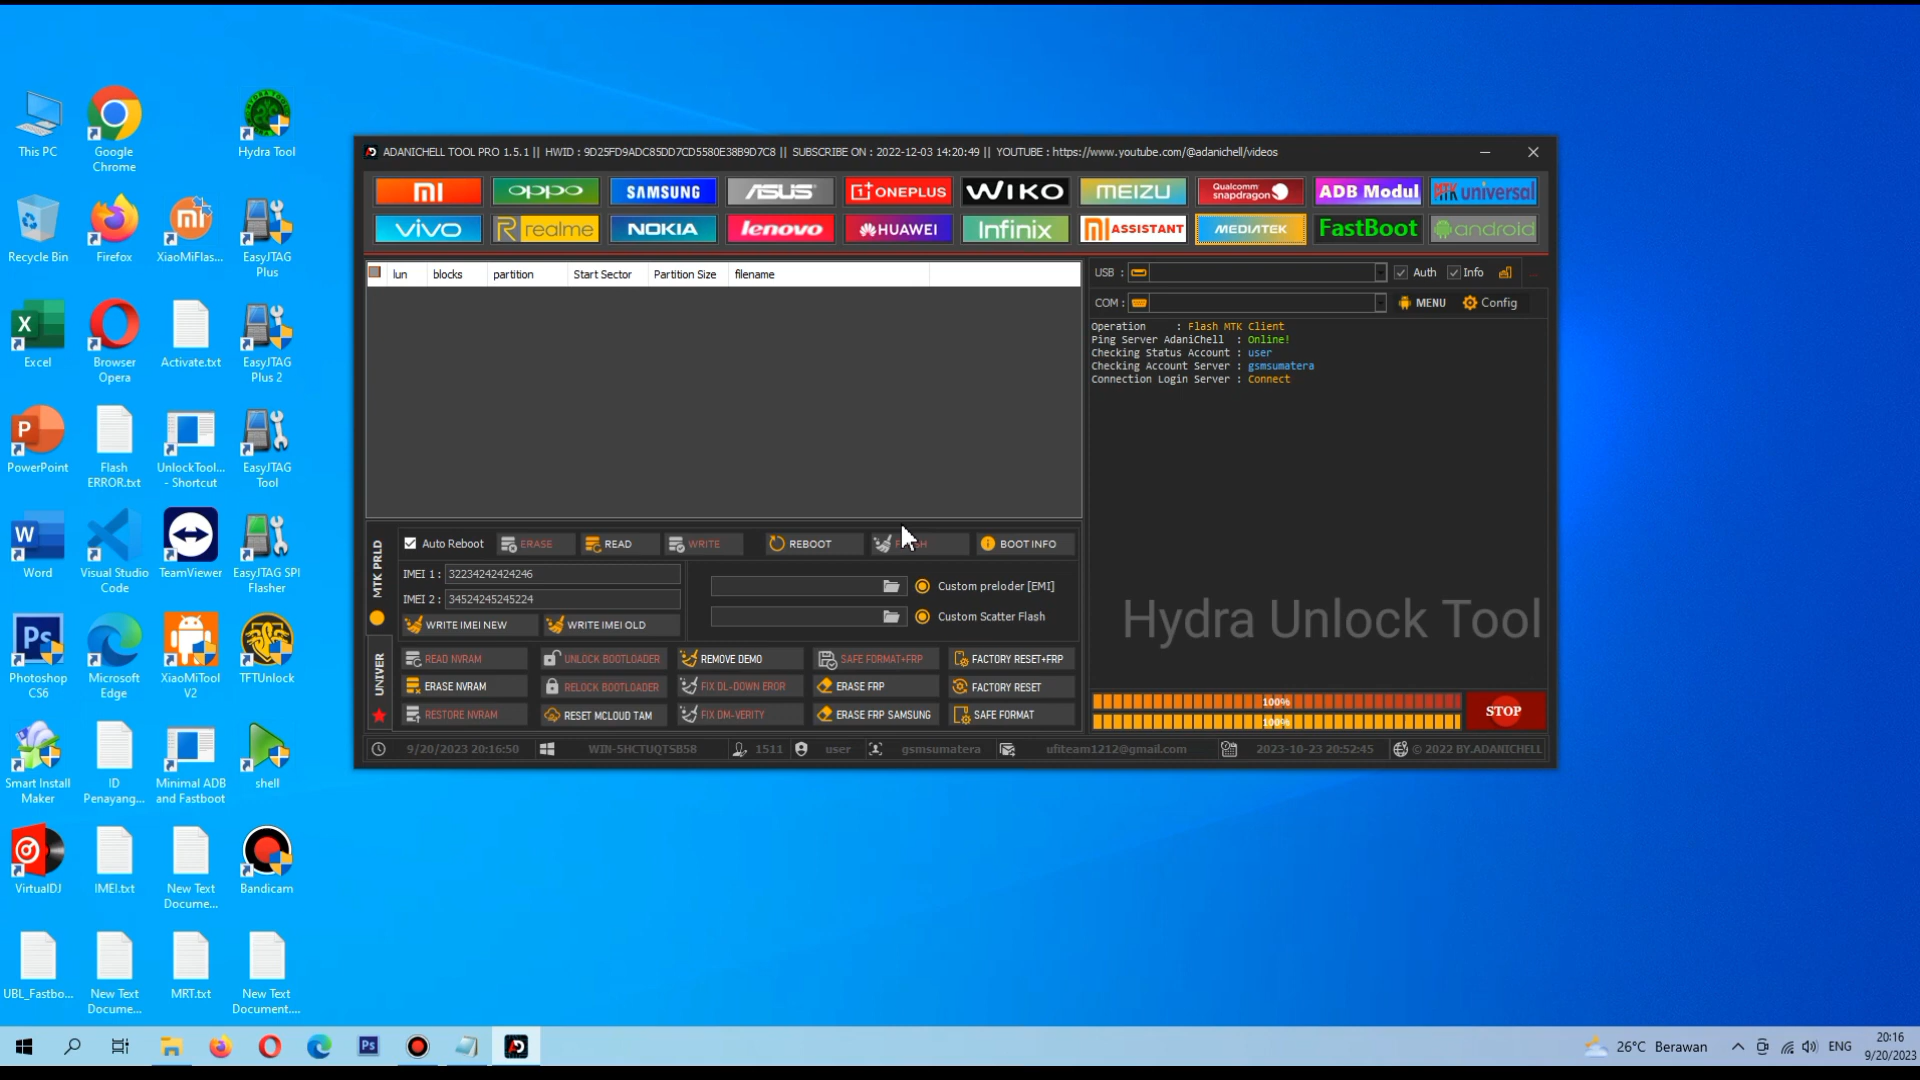 This PC
Google
Chrome
Hydra Tool
Recycle Bin
Firefox
XiaoMiFlas...
EasyJTAG
Plus
Excel
Browser
Opera
Activate.txt
EasyJTAG
Plus 2
PowerPoint
Flash
ERROR.txt
UnlockTool...
- Shortcut
EasyJTAG
Tool
Word
Visual Studio
Code
TeamViewer
EasyJTAG SPI
Flasher
Photoshop
CS6
Microsoft
Edge
XiaoMiTool
V2
TFTUnlock
Smart Install
Maker
ID
Penayang...
Minimal ADB
and Fastboot
shell
VirtualDJ
IMEI.txt
New Text
Docume...
Bandicam
UBL_Fastbo...
New Text
Docume...
MRT.txt
New Text
Document....
ADANICHELL TOOL PRO 1.5.1 || HWID : 9D25FD9ADC85DD7CD5580E38B9D7C8 || SUBSCRIBE ON : 2022-12-03 14:20:49 || YOUTUBE : https://www.youtube.com/@adanichell/videos
oppo SAMSUNG ASUS ONEPLUS WIKO MEIZU Qualcomm snapdragon ADB Modul MTK universal
vivo realme NOKIA lenovo HUAWEI Infinix ASSISTANT MEDIATEK FastBoot android
lun blocks partition Start Sector Partition Size filename
USB : Auth Info
COM : MENU Config
Operation : Flash MTK Client
Ping Server AdaniChell : Online!
Checking Status Account : user
Checking Account Server : gsmsumatera
Connection Login Server : Connect
Hydra Unlock Tool
MTK PRLD
UNIVER
Auto Reboot ERASE READ WRITE REBOOT BOOT INFO
IMEI 1 : 32234242424246
IMEI 2 : 34524245245224
Custom preloder [EMI]
Custom Scatter Flash
WRITE IMEI NEW WRITE IMEI OLD
READ NVRAM UNLOCK BOOTLOADER REMOVE DEMO SAFE FORMAT+FRP FACTORY RESET+FRP
ERASE NVRAM RELOCK BOOTLOADER FIX DL-DOWN EROR ERASE FRP FACTORY RESET
RESTORE NVRAM RESET MCLOUD TAM FIX DM-VERITY ERASE FRP SAMSUNG SAFE FORMAT
100%
100%
STOP
9/20/2023 20:16:50 WIN-5HCTUQTSB58 1511 user gsmsumatera ufiteam1212@gmail.com 2023-10-23 20:52:45 © 2022 BY.ADANICHELL
26°C Berawan ENG
20:16
9/20/2023